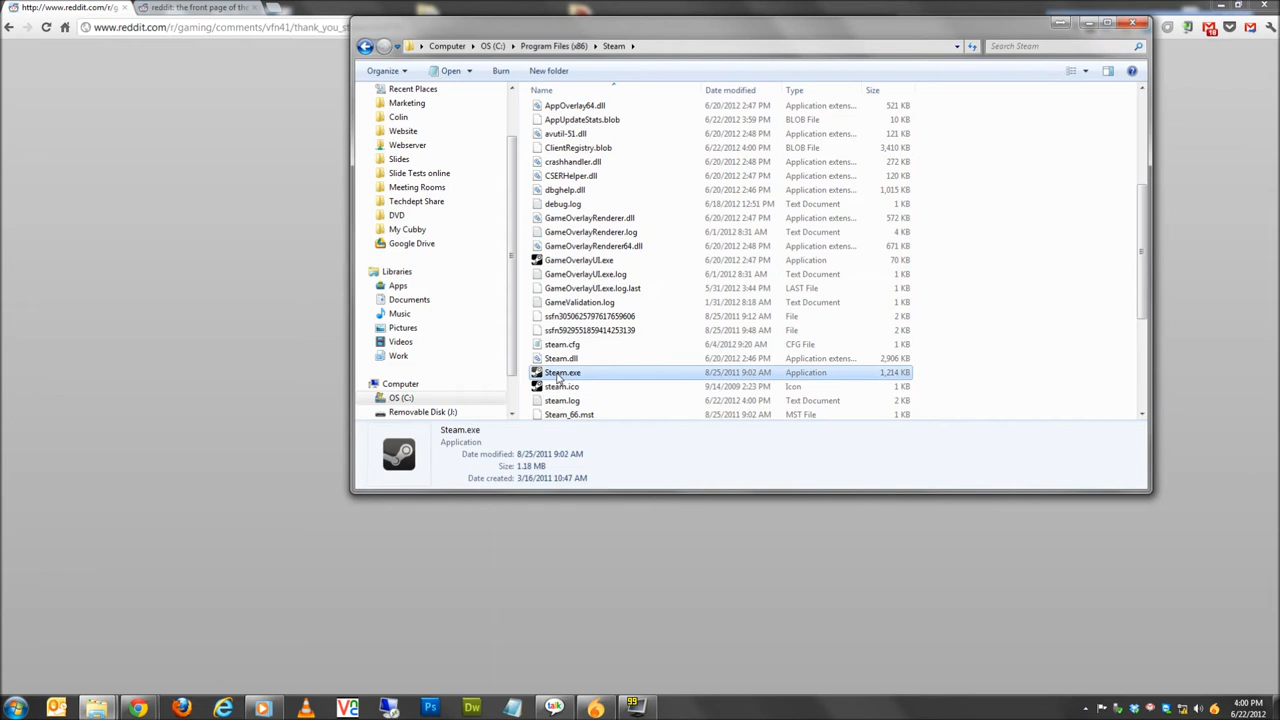 http://www.reddit.com/r/g
reddit: the front page of the
www.reddit.com/r/gaming/comments/vfn41/thank_you_st
Computer OS (C:) Program Files (x86) Steam
Search Steam
Organize Open Burn New folder
Name Date modified Type Size
Recent Places
Marketing
Colin
Website
Webserver
Slides
Slide Tests online
Meeting Rooms
Techdept Share
DVD
My Cubby
Google Drive
Libraries
Apps
Documents
Music
Pictures
Videos
Work
Computer
OS (C:)
Removable Disk (J:)
AppOverlay64.dll 6/20/2012 2:47 PM Application extens... 521 KB
AppUpdateStats.blob 6/22/2012 3:59 PM BLOB File 10 KB
avutil-51.dll 6/20/2012 2:48 PM Application extens... 121 KB
ClientRegistry.blob 6/22/2012 4:00 PM BLOB File 3,410 KB
crashhandler.dll 6/20/2012 2:48 PM Application extens... 272 KB
CSERHelper.dll 6/20/2012 2:47 PM Application extens... 120 KB
dbghelp.dll 6/20/2012 2:46 PM Application extens... 1,015 KB
debug.log 6/18/2012 12:51 PM Text Document 1 KB
GameOverlayRenderer.dll 6/20/2012 2:47 PM Application extens... 572 KB
GameOverlayRenderer.log 6/1/2012 8:31 AM Text Document 4 KB
GameOverlayRenderer64.dll 6/20/2012 2:48 PM Application extens... 671 KB
GameOverlayUI.exe 6/20/2012 2:47 PM Application 70 KB
GameOverlayUI.exe.log 6/1/2012 8:31 AM Text Document 1 KB
GameOverlayUI.exe.log.last 5/31/2012 3:44 PM LAST File 1 KB
GameValidation.log 1/31/2012 8:18 AM Text Document 1 KB
ssfn3050625797617659606 8/25/2011 9:12 AM File 2 KB
ssfn5929551859414253139 8/25/2011 9:48 AM File 2 KB
steam.cfg 6/4/2012 9:20 AM CFG File 1 KB
Steam.dll 6/20/2012 2:46 PM Application extens... 2,906 KB
Steam.exe 8/25/2011 9:02 AM Application 1,214 KB
steam.ico 9/14/2009 2:23 PM Icon 1 KB
steam.log 6/22/2012 4:00 PM Text Document 1 KB
Steam_66.mst 8/25/2011 9:02 AM MST File 1 KB
Steam.exe
Application
Date modified: 8/25/2011 9:02 AM
Size: 1.18 MB
Date created: 3/16/2011 10:47 AM
talk
99
Ps
Dw
4:00 PM
6/22/2012